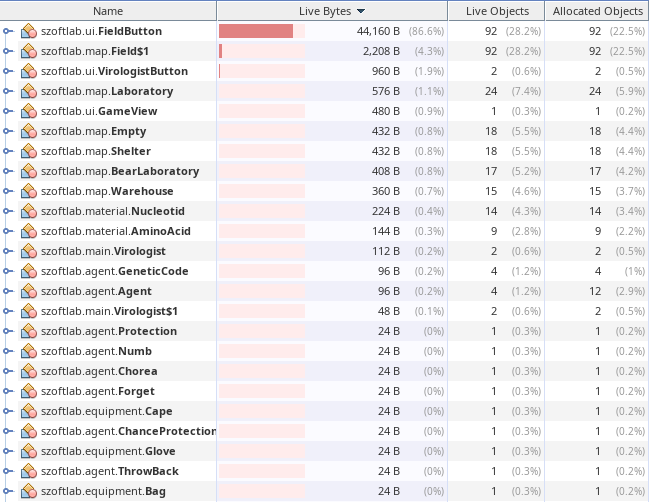 Name Live Bytes Live Objects Allocated Objects
szoftlab.ui.FieldButton 44,160 B (86.6%) 92 (28.2%) 92 (22.5%)
szoftlab.map.Field$1 2,208 B (4.3%) 92 (28.2%) 92 (22.5%)
szoftlab.ui.VirologistButton 960 B (1.9%) 2 (0.6%) 2 (0.5%)
szoftlab.map.Laboratory 576 B (1.1%) 24 (7.4%) 24 (5.9%)
szoftlab.ui.GameView 480 B (0.9%) 1 (0.3%) 1 (0.2%)
szoftlab.map.Empty 432 B (0.8%) 18 (5.5%) 18 (4.4%)
szoftlab.map.Shelter 432 B (0.8%) 18 (5.5%) 18 (4.4%)
szoftlab.map.BearLaboratory 408 B (0.8%) 17 (5.2%) 17 (4.2%)
szoftlab.map.Warehouse 360 B (0.7%) 15 (4.6%) 15 (3.7%)
szoftlab.material.Nucleotid 224 B (0.4%) 14 (4.3%) 14 (3.4%)
szoftlab.material.AminoAcid 144 B (0.3%) 9 (2.8%) 9 (2.2%)
szoftlab.main.Virologist 112 B (0.2%) 2 (0.6%) 2 (0.5%)
szoftlab.agent.GeneticCode 96 B (0.2%) 4 (1.2%) 4 (1%)
szoftlab.agent.Agent 96 B (0.2%) 4 (1.2%) 12 (2.9%)
szoftlab.main.Virologist$1 48 B (0.1%) 2 (0.6%) 2 (0.5%)
szoftlab.agent.Protection 24 B (0%) 1 (0.3%) 1 (0.2%)
szoftlab.agent.Numb 24 B (0%) 1 (0.3%) 1 (0.2%)
szoftlab.agent.Chorea 24 B (0%) 1 (0.3%) 1 (0.2%)
szoftlab.agent.Forget 24 B (0%) 1 (0.3%) 1 (0.2%)
szoftlab.equipment.Cape 24 B (0%) 1 (0.3%) 1 (0.2%)
szoftlab.agent.ChanceProtection 24 B (0%) 1 (0.3%) 1 (0.2%)
szoftlab.equipment.Glove 24 B (0%) 1 (0.3%) 1 (0.2%)
szoftlab.agent.ThrowBack 24 B (0%) 1 (0.3%) 1 (0.2%)
szoftlab.equipment.Bag 24 B (0%) 1 (0.3%) 1 (0.2%)